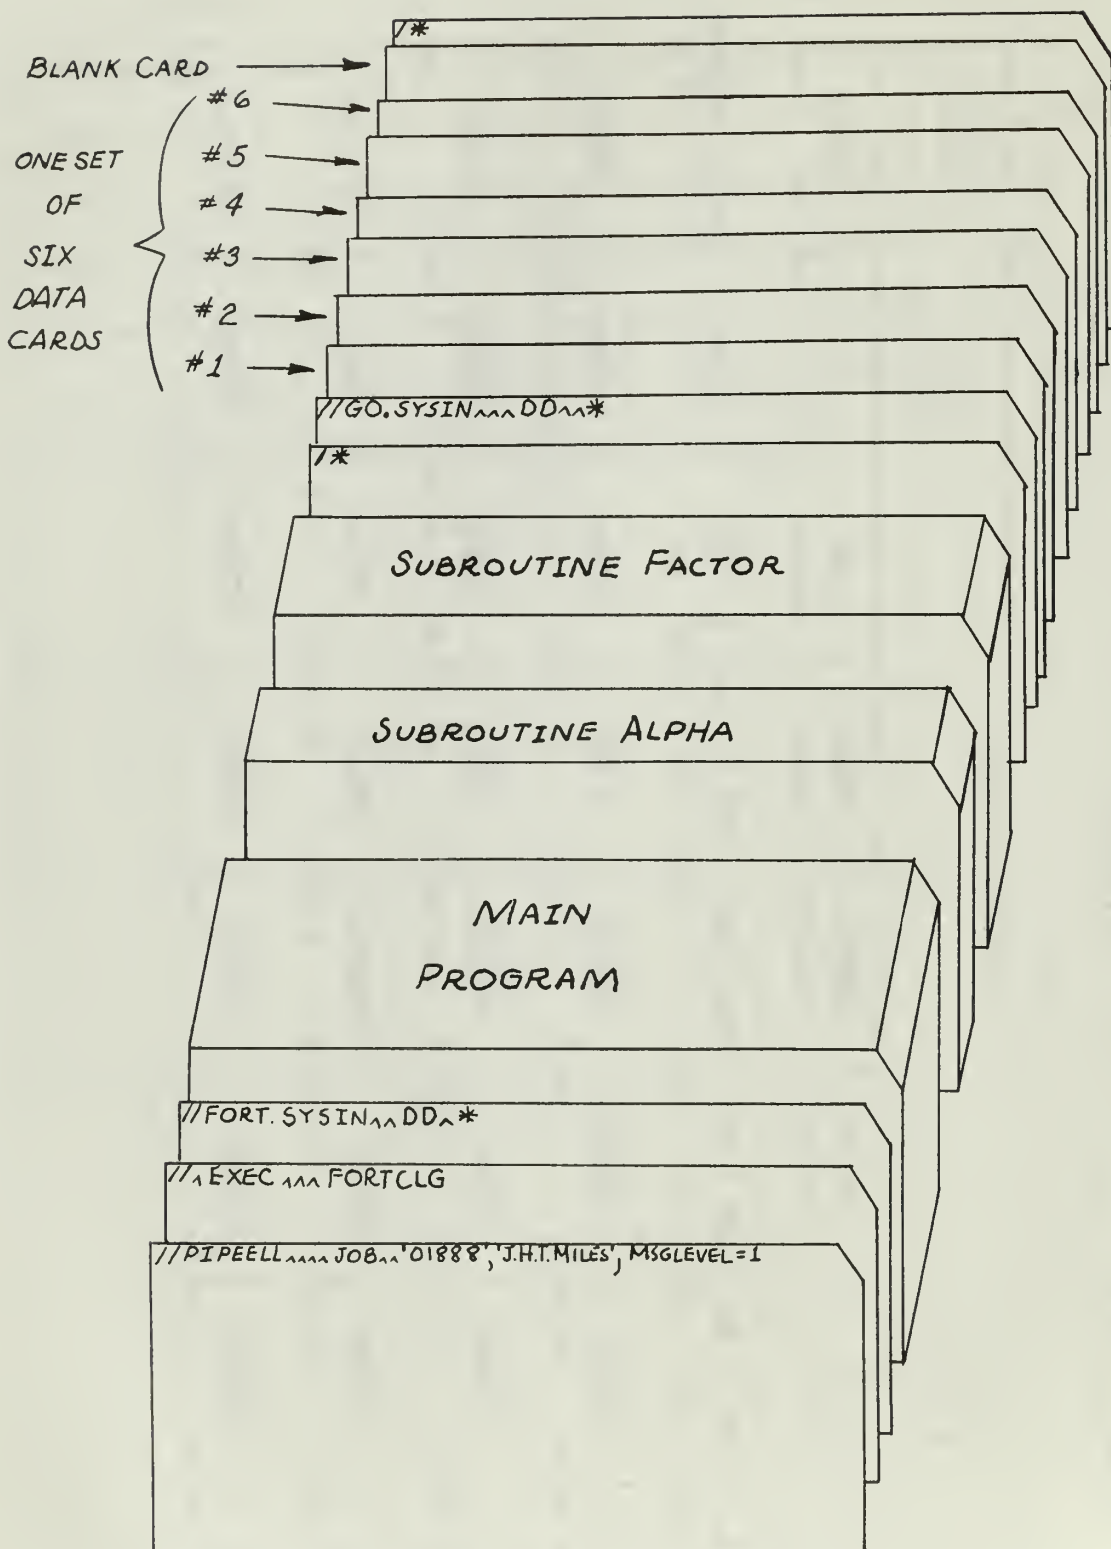 /*
BLANK CARD
#6
ONE SET
OF
SIX
DATA
CARDS
#5
#4
#3
#2
#1
//GO.SYSIN^^^DD^^*
/*
SUBROUTINE FACTOR
SUBROUTINE ALPHA
MAIN
PROGRAM
//FORT.SYSIN^^DD^*
//^EXEC^^^FORTCLG
//PIPEELL^^^^JOB^^'01888','J.H.T.MILES',MSGLEVEL=1